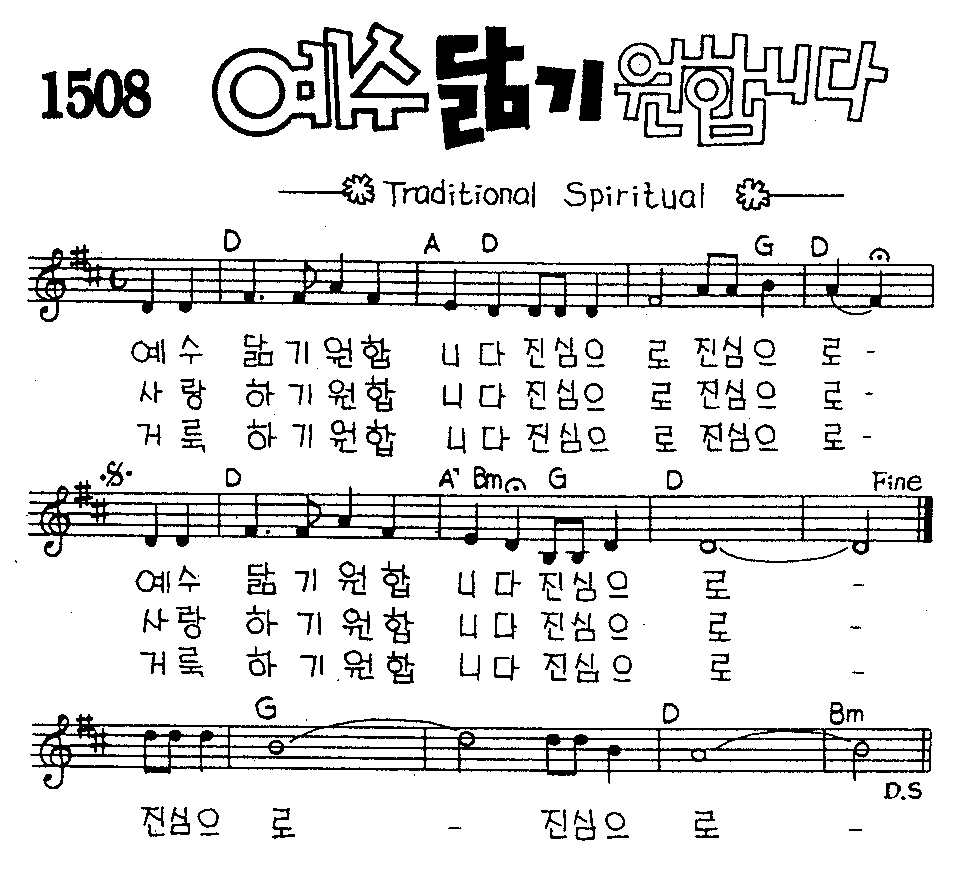 1508 예수 닮기 원합니다
Traditional Spiritual
D A D G D
예수 닮기원합 니다진심으 로 진심으 로 -
사랑 하기원합 니다진심으 로 진심으 로 -
거룩 하기원합 니다진심으 로 진심으 로 -
D A7 Bm G D Fine
예수 닮기원합 니다진심으 로 -
사랑 하기원합 니다진심으 로 -
거룩 하기원합 니다진심으 로 -
G D Bm
D.S
진심으 로 - 진심으 로 -